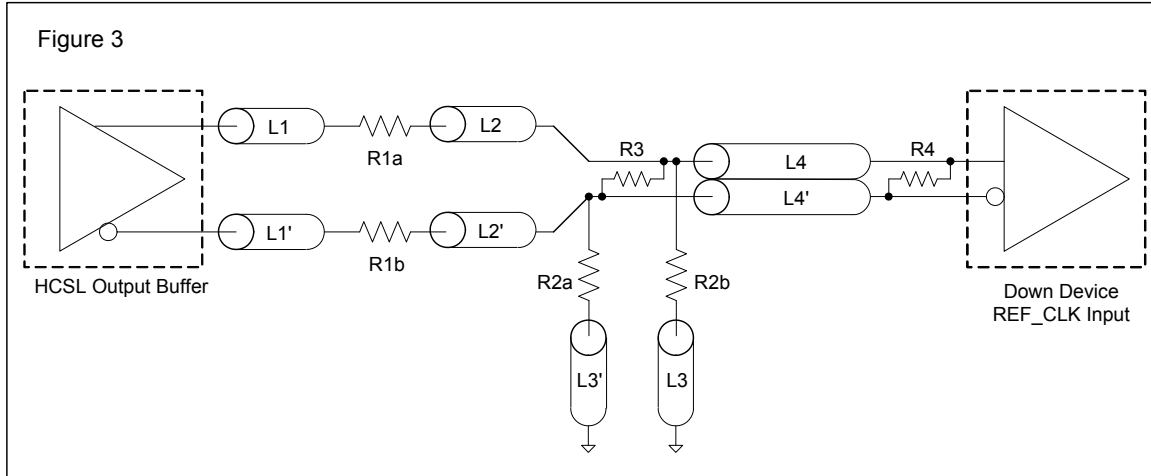 Figure 3
HCSL Output Buffer
L1
R1a
L2
L1'
R1b
L2'
R3
R2a
R2b
L3'
L3
L4
L4'
R4
Down Device
REF_CLK Input